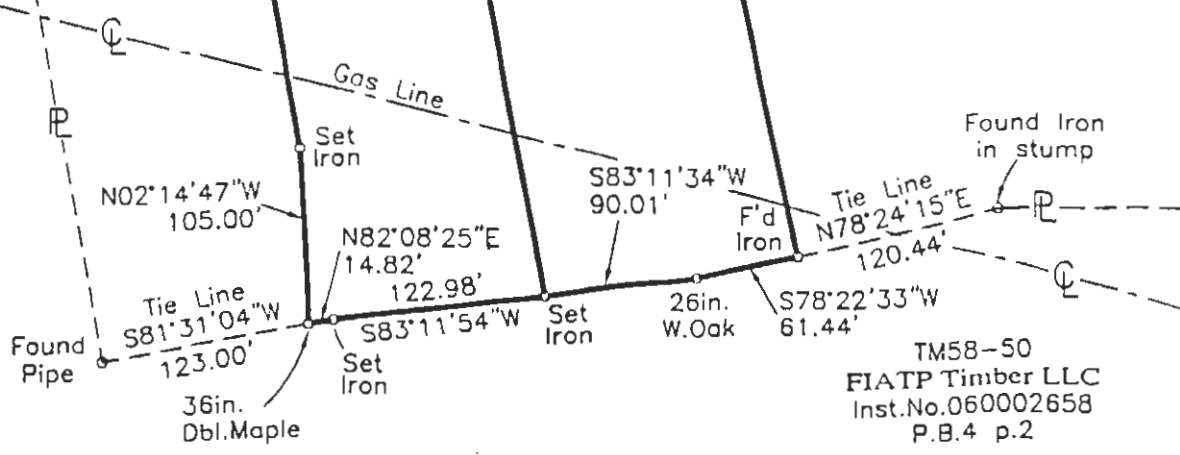 ℄
Gas Line
℄
Set
Iron
Found Iron
in stump
S83°11'34"W
90.01'
N02°14'47"W
105.00'
Tie Line
N78°24'15"E
120.44'
℄
F'd
Iron
N82°08'25"E
14.82'
122.98'
S83°11'54"W
℄
Tie Line
S81°31'04"W
123.00'
Set
Iron
26in.
W.Oak
S78°22'33"W
61.44'
Found
Pipe
Set
Iron
36in.
Dbl.Maple
TM58-50
FIATP Timber LLC
Inst.No.060002658
P.B.4 p.2